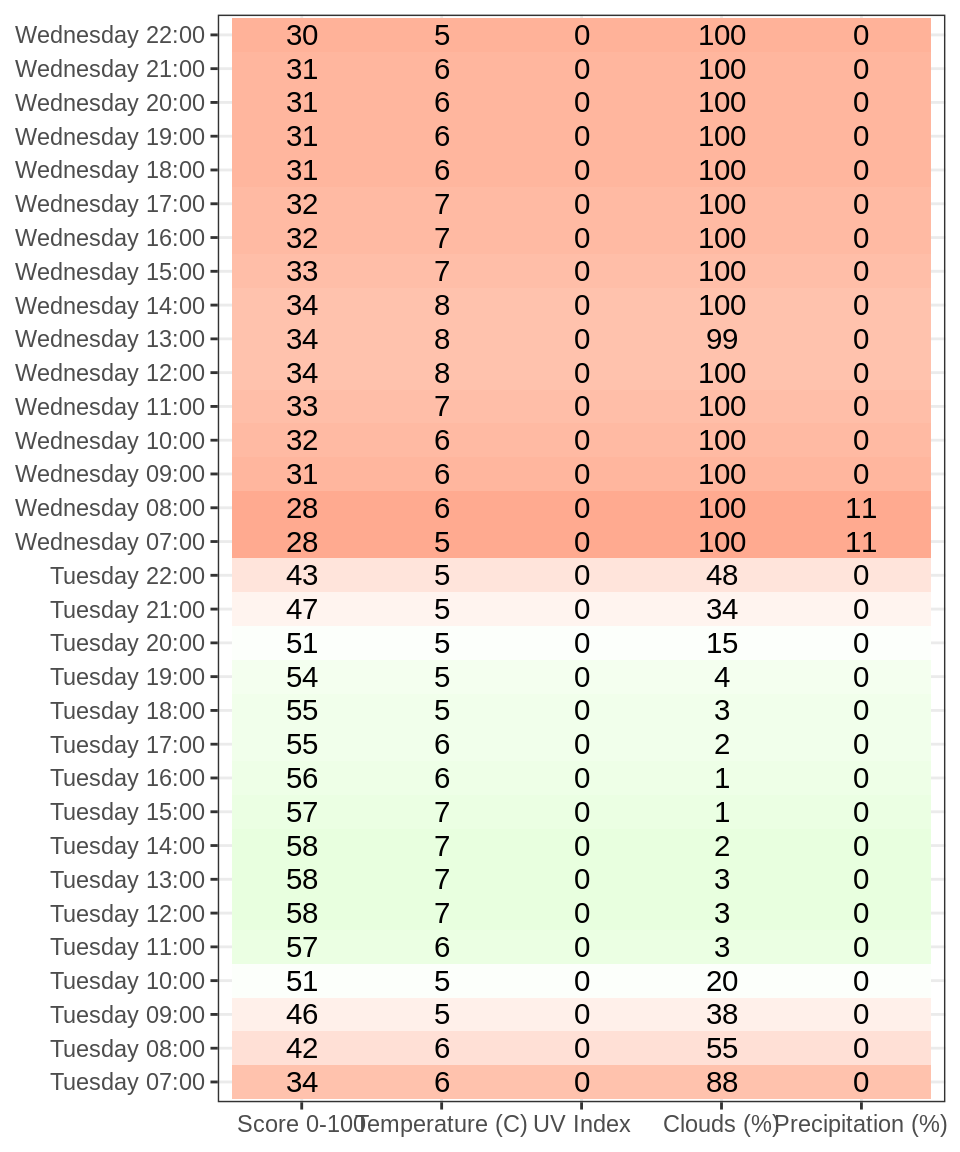 Wednesday 22:00 30 5 0 100 0
Wednesday 21:00 31 6 0 100 0
Wednesday 20:00 31 6 0 100 0
Wednesday 19:00 31 6 0 100 0
Wednesday 18:00 31 6 0 100 0
Wednesday 17:00 32 7 0 100 0
Wednesday 16:00 32 7 0 100 0
Wednesday 15:00 33 7 0 100 0
Wednesday 14:00 34 8 0 100 0
Wednesday 13:00 34 8 0 99 0
Wednesday 12:00 34 8 0 100 0
Wednesday 11:00 33 7 0 100 0
Wednesday 10:00 32 6 0 100 0
Wednesday 09:00 31 6 0 100 0
Wednesday 08:00 28 6 0 100 11
Wednesday 07:00 28 5 0 100 11
Tuesday 22:00 43 5 0 48 0
Tuesday 21:00 47 5 0 34 0
Tuesday 20:00 51 5 0 15 0
Tuesday 19:00 54 5 0 4 0
Tuesday 18:00 55 5 0 3 0
Tuesday 17:00 55 6 0 2 0
Tuesday 16:00 56 6 0 1 0
Tuesday 15:00 57 7 0 1 0
Tuesday 14:00 58 7 0 2 0
Tuesday 13:00 58 7 0 3 0
Tuesday 12:00 58 7 0 3 0
Tuesday 11:00 57 6 0 3 0
Tuesday 10:00 51 5 0 20 0
Tuesday 09:00 46 5 0 38 0
Tuesday 08:00 42 6 0 55 0
Tuesday 07:00 34 6 0 88 0
Score 0-100 Temperature (C) UV Index Clouds (%) Precipitation (%)